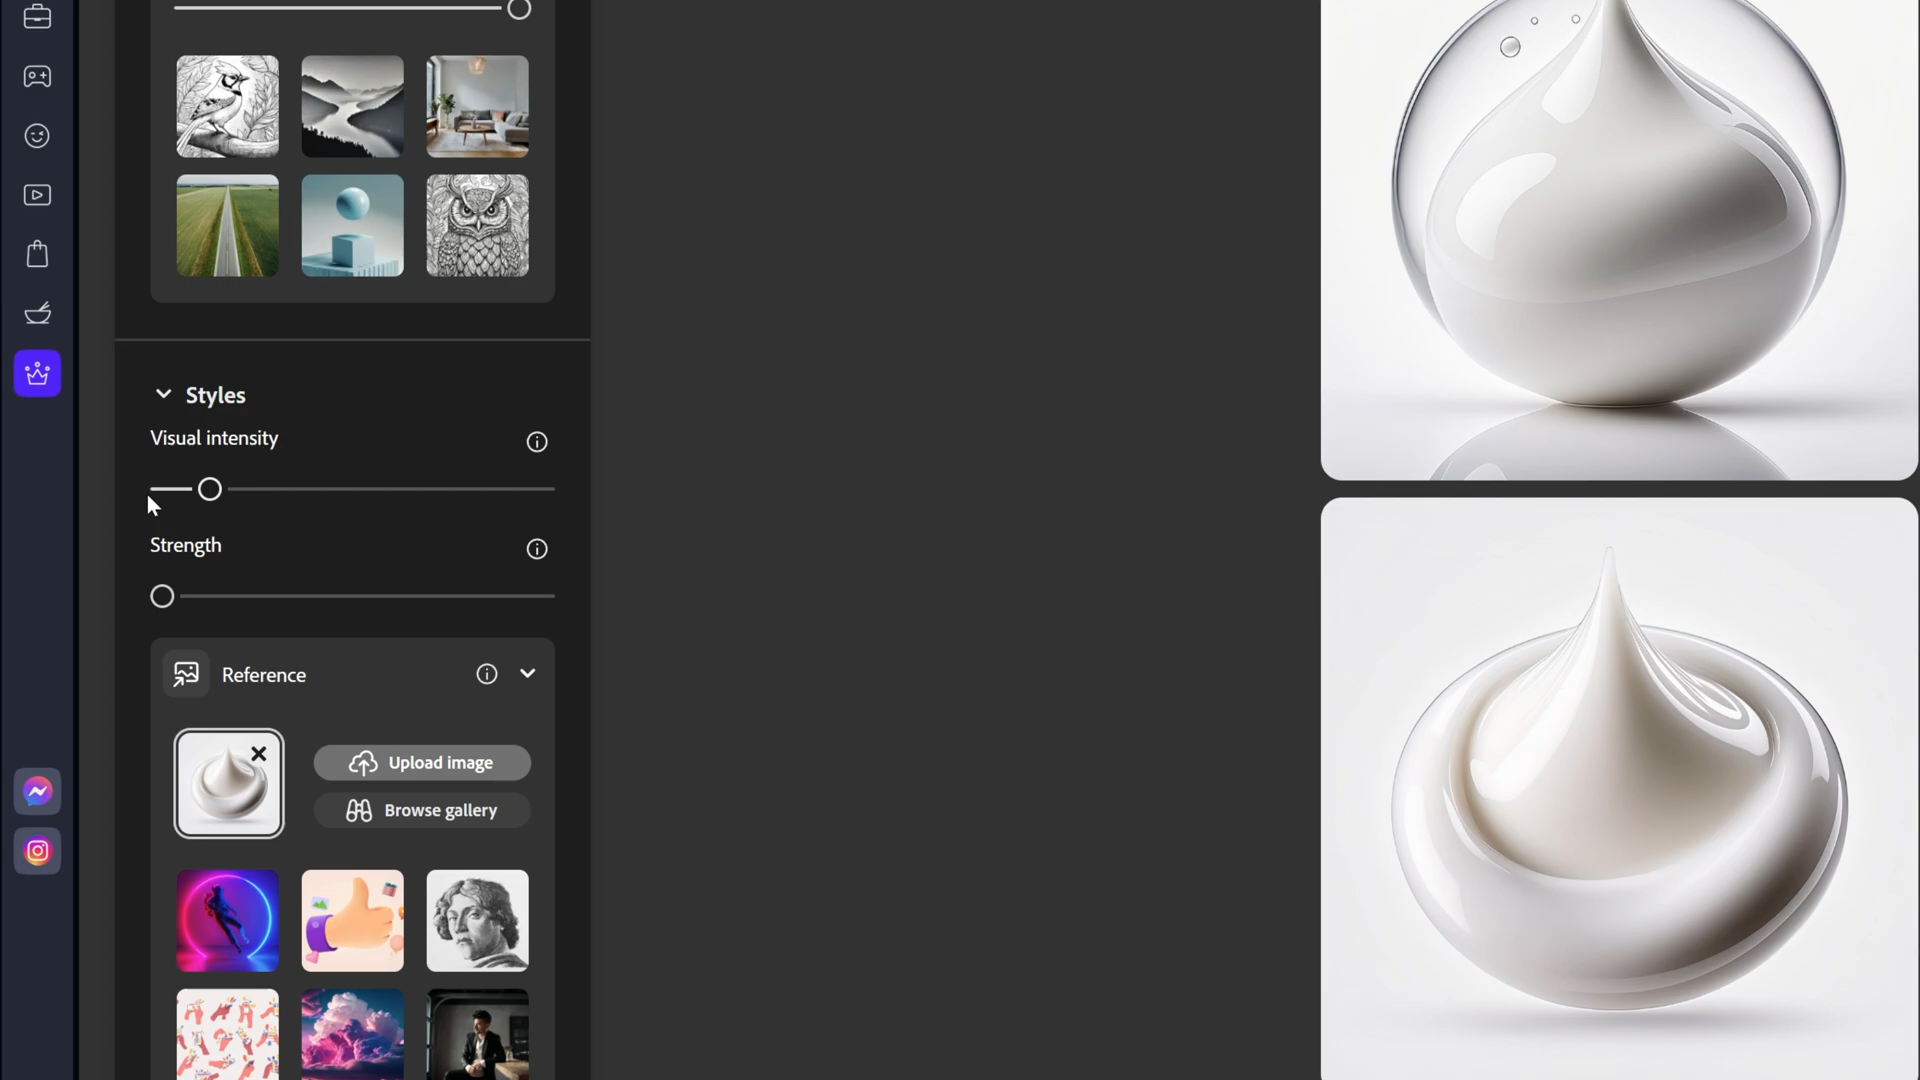 Styles
Visual intensity
Strength
Reference
Upload image
Browse gallery